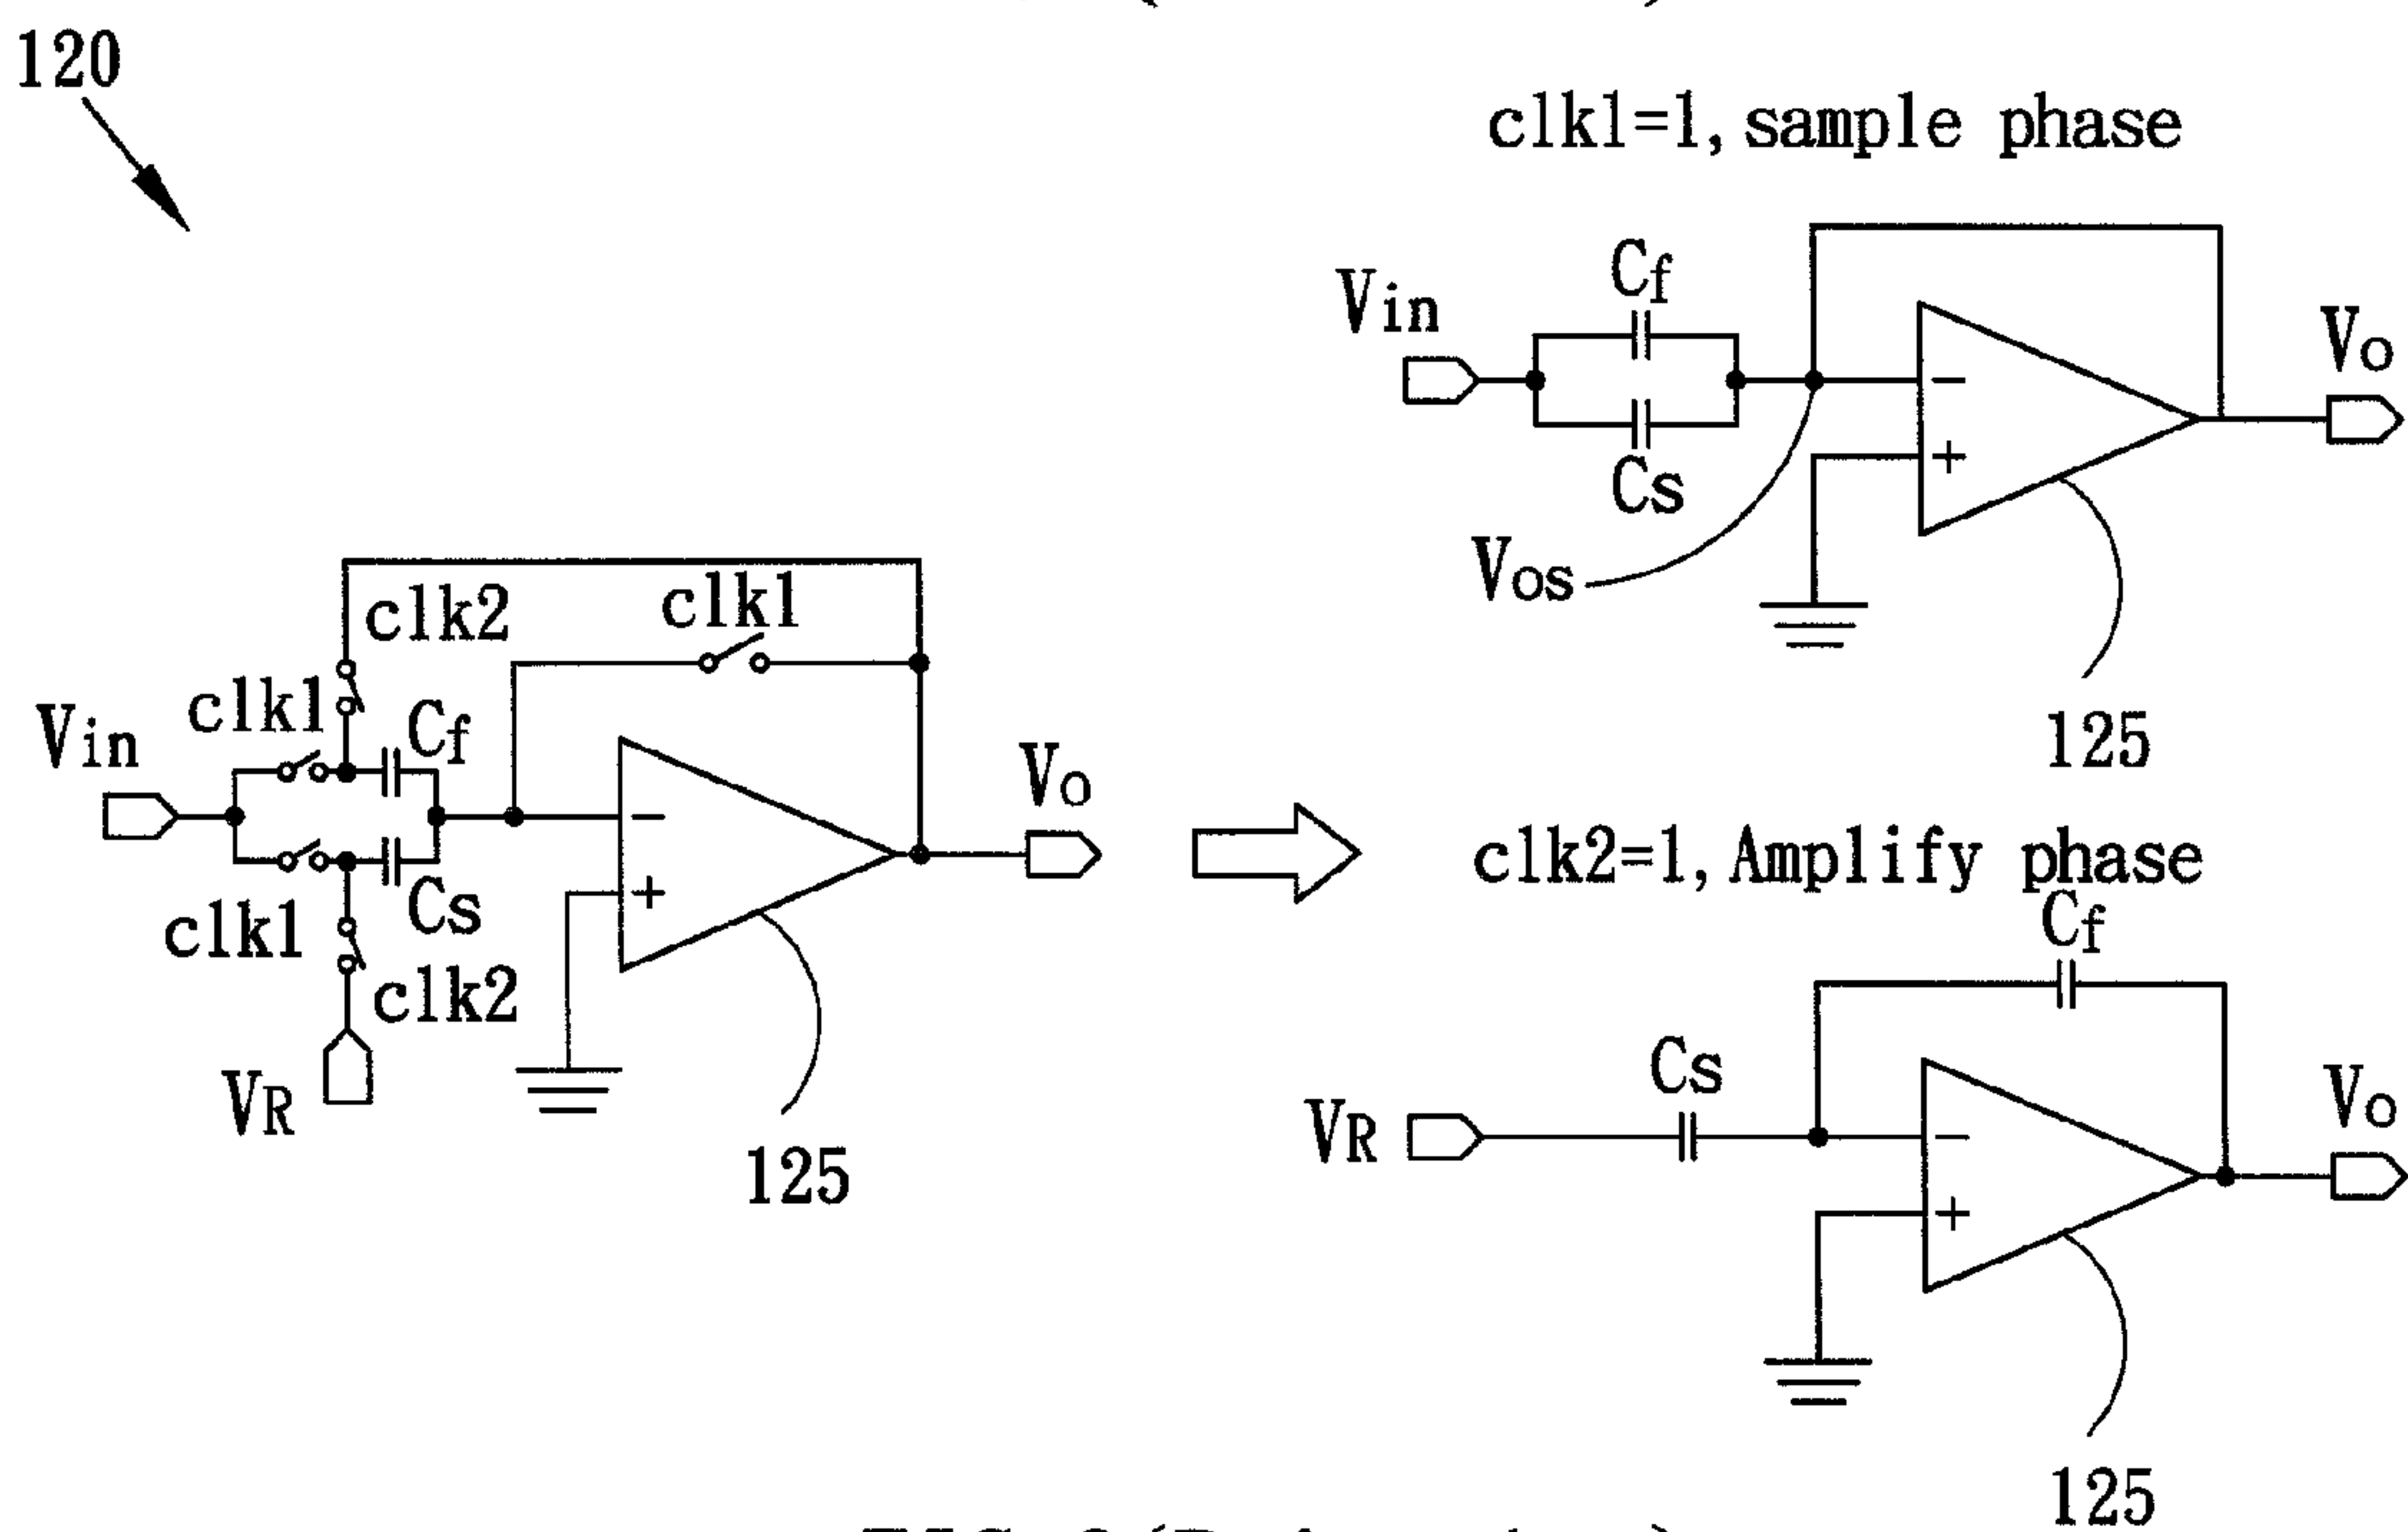 120
clk1=1, sample phase
Vin
Cf
Cs
Vos
Vo
125
clk2
clk1
clk1
Cf
Vin
Vo
Cs
clk1
clk2
VR
125
clk2=1, Amplify phase
Cf
Cs
VR
Vo
125